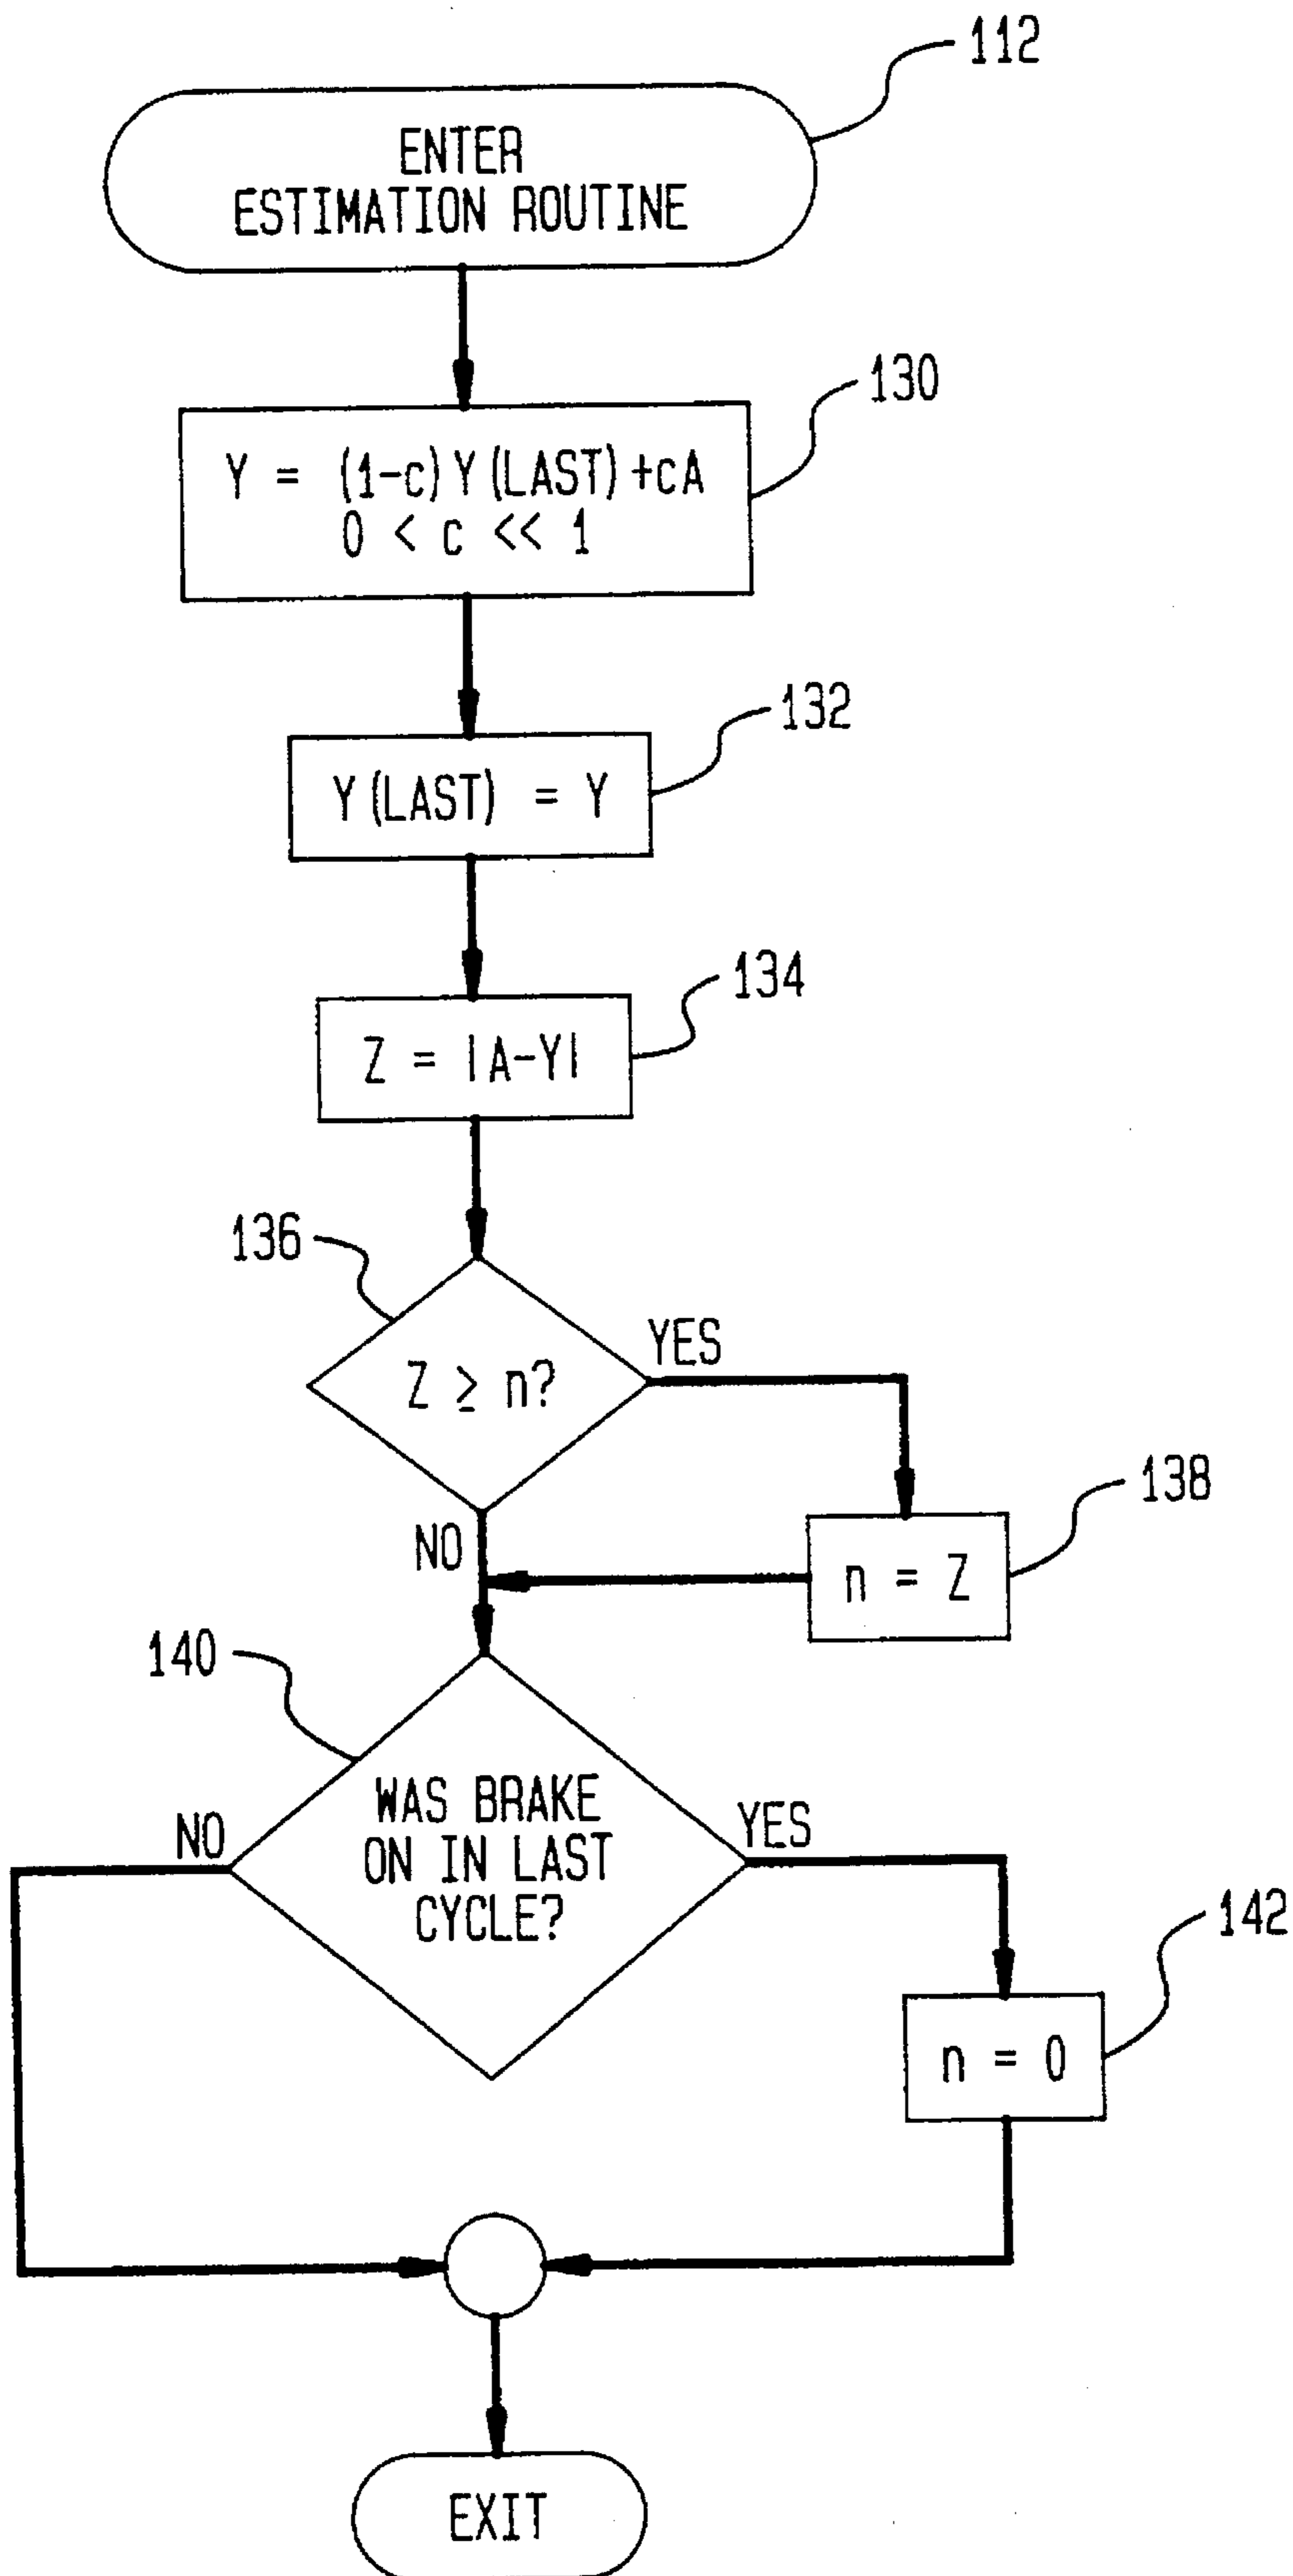 112
ENTER
ESTIMATION ROUTINE
130
Y = (1-c)Y(LAST)+cA
0 < c << 1
132
Y(LAST) = Y
134
Z = |A-Y|
136
Z ≥ n?
YES
NO
138
n = Z
140
WAS BRAKE
ON IN LAST
CYCLE?
NO
YES
142
n = 0
EXIT